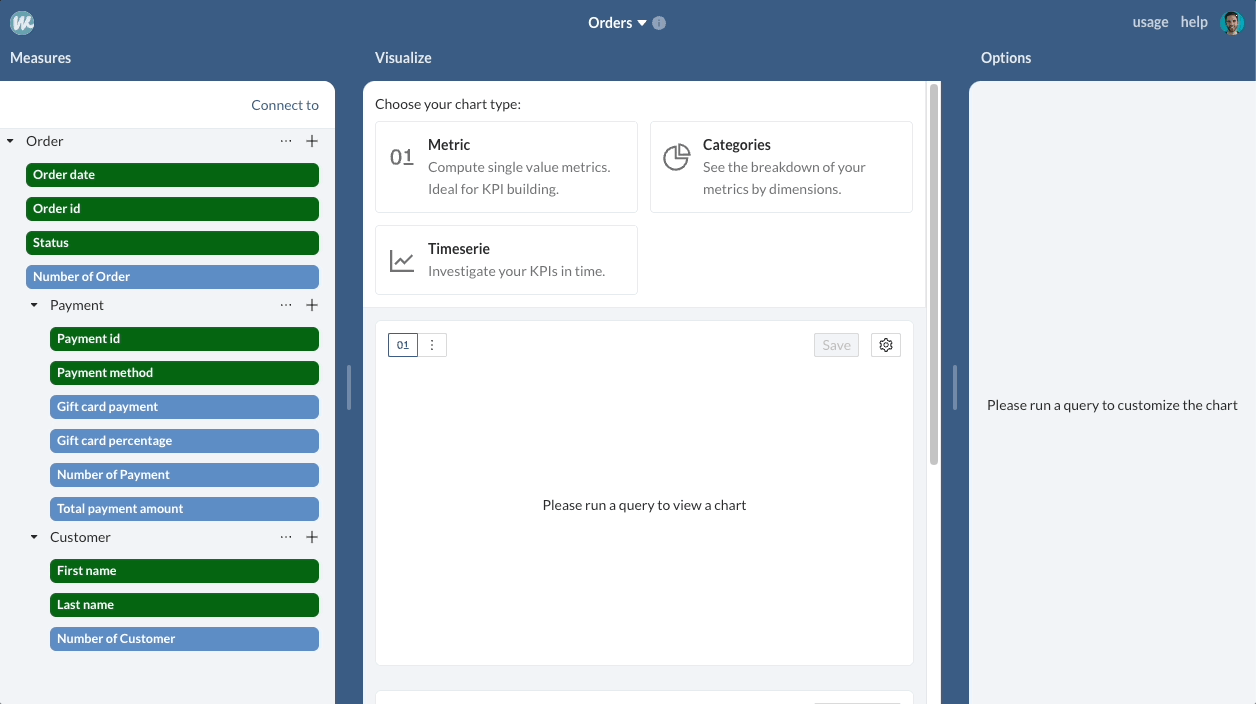 Orders
usage help
Measures
Visualize
Options
Connect to
Order
Order date
Order id
Status
Number of Order
Payment
Payment id
Payment method
Gift card payment
Gift card percentage
Number of Payment
Total payment amount
Customer
First name
Last name
Number of Customer
Choose your chart type:
01
Metric
Compute single value metrics.
Ideal for KPI building.
Categories
See the breakdown of your
metrics by dimensions.
Timeserie
Investigate your KPIs in time.
01
Save
Please run a query to view a chart
Please run a query to customize the chart